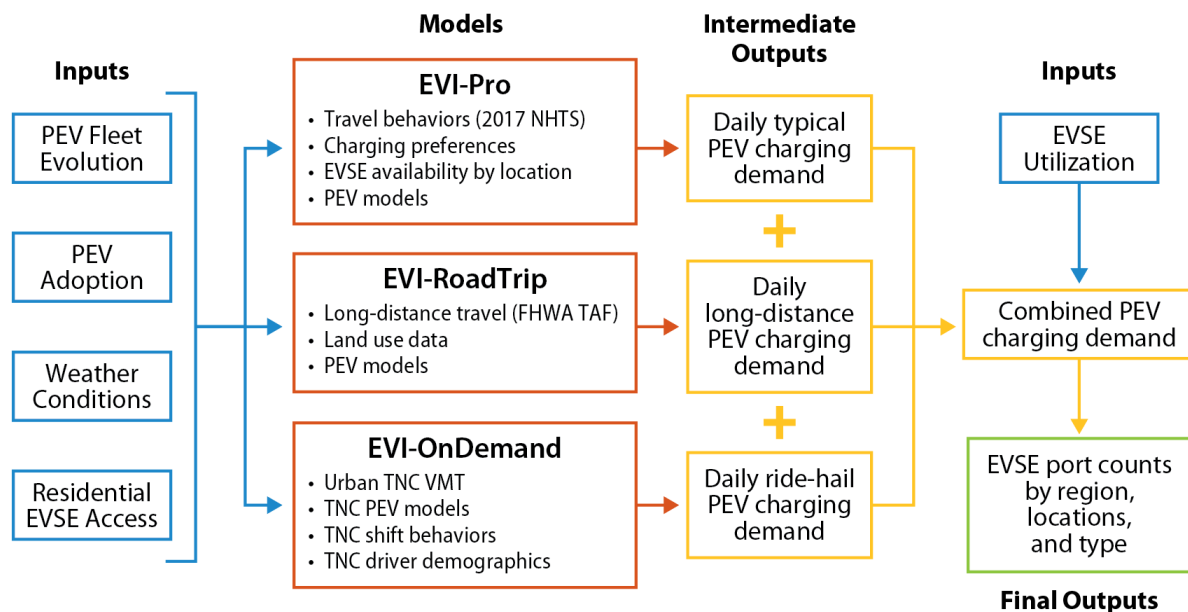 Inputs
PEV Fleet
Evolution
PEV
Adoption
Weather
Conditions
Residential
EVSE Access
Models
EVI-Pro
• Travel behaviors (2017 NHTS)
• Charging preferences
• EVSE availability by location
• PEV models
EVI-RoadTrip
• Long-distance travel (FHWA TAF)
• Land use data
• PEV models
EVI-OnDemand
• Urban TNC VMT
• TNC PEV models
• TNC shift behaviors
• TNC driver demographics
Intermediate
Outputs
Daily typical
PEV charging
demand
+
Daily
long-distance
PEV charging
demand
+
Daily ride-hail
PEV charging
demand
Inputs
EVSE
Utilization
Combined PEV
charging demand
EVSE port counts
by region,
locations,
and type
Final Outputs